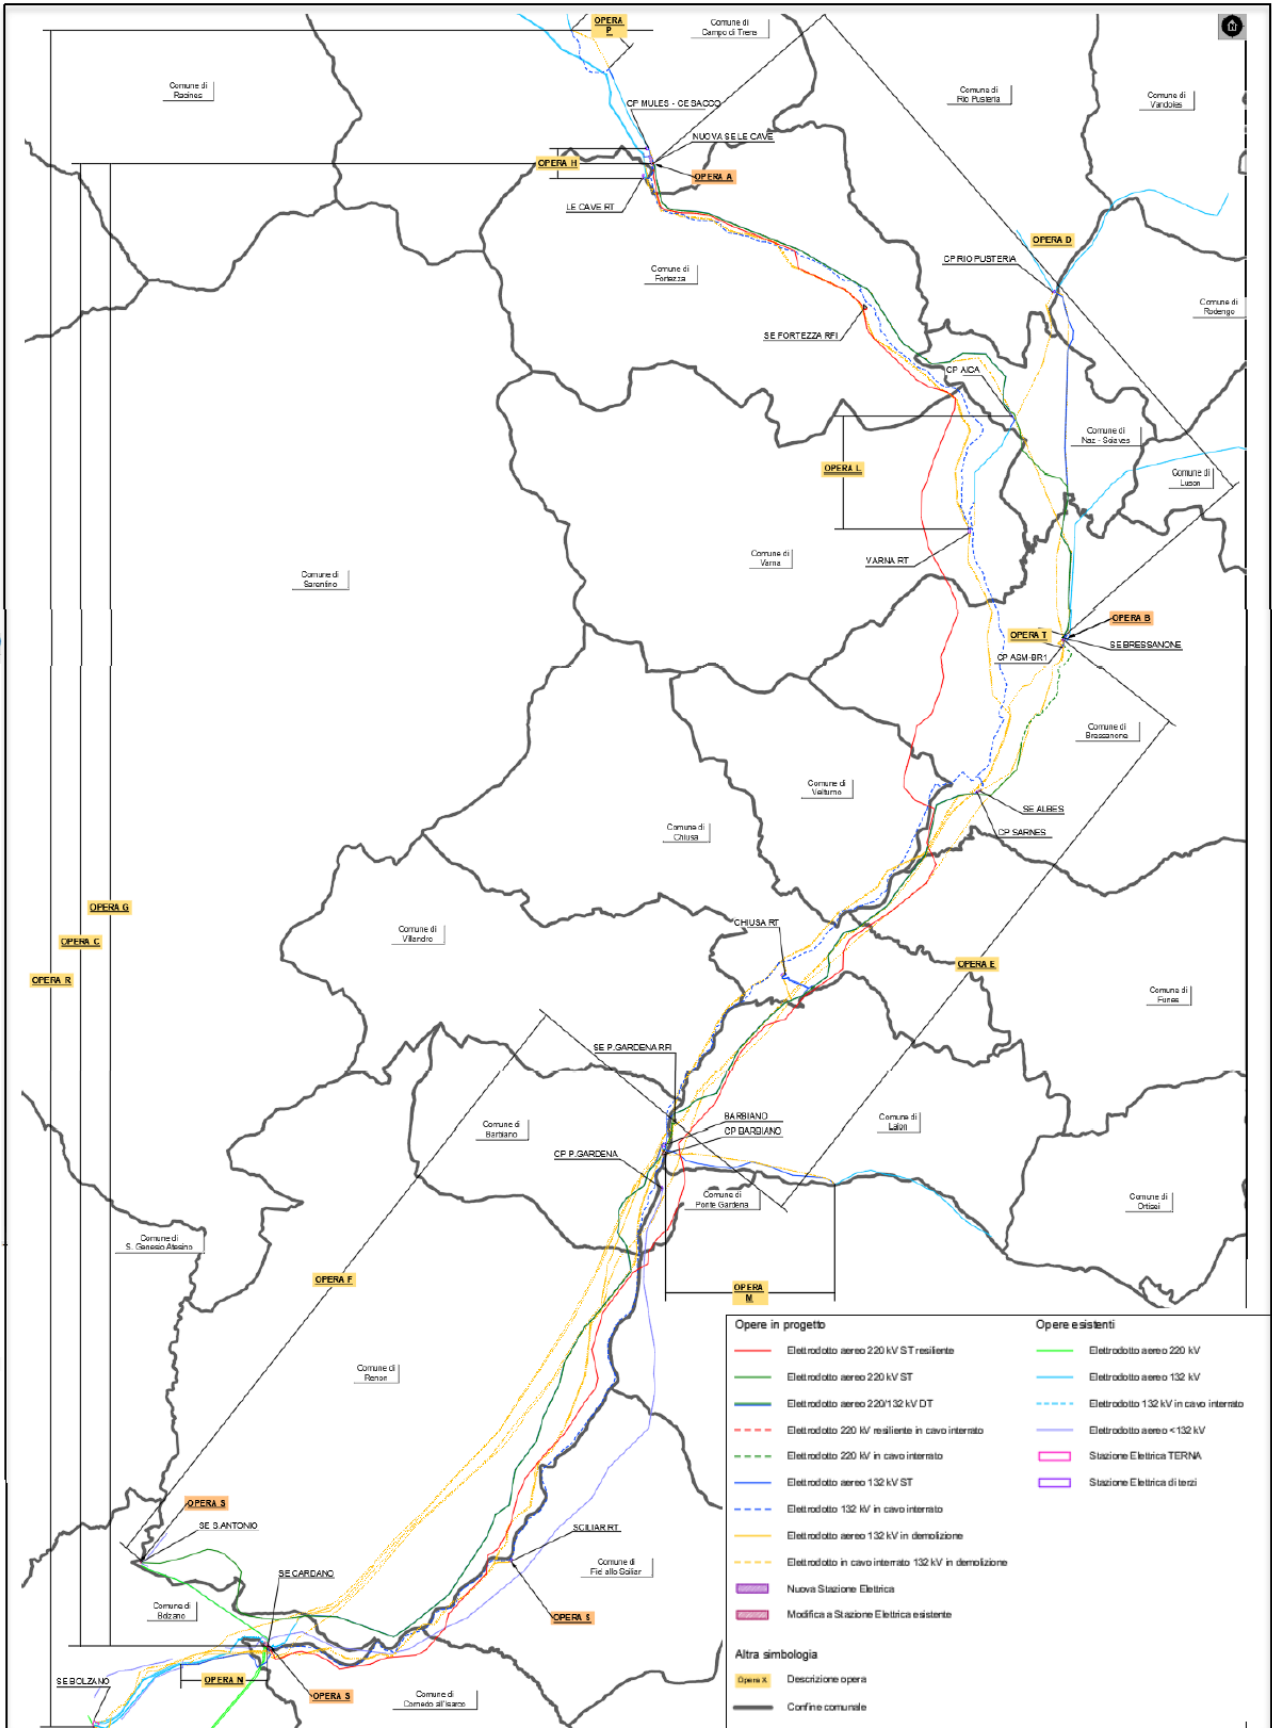 OPERA
P
Comune di
Campo di Trens
Comune di
Racines
Comune di
Rio Pusteria
Comune di
Vandoies
CP MULES - CE SACCO
NUOVA SE LE CAVE
OPERA H
OPERA A
LE CAVE RT
OPERA D
CP RIO PUSTERIA
Comune di
Fortezza
Comune di
Rodengo
SE FORTEZZA RFI
CP AICA
Comune di
Naz - Sciaves
OPERA L
Comune di
Luson
Comune di
Varna
VARNA RT
Comune di
Sarentino
OPERA B
OPERA T
SE BRESSANONE
CP ASM-BR1
Comune di
Bressanone
Comune di
Velturno
SE ALBES
Comune di
Chiusa
CP SARNES
OPERA G
CHIUSA RT
Comune di
Villandro
OPERA C
OPERA E
OPERA R
Comune di
Funes
SE P.GARDENA RFI
BARBIANO
Comune di
Barbiano
CP BARBIANO
Comune di
Laion
CP P.GARDENA
Comune di
Ponte Gardena
Comune di
Ortisei
Comune di
S. Genesio Atesino
OPERA F
OPERA
M
Comune di
Renon
OPERA S
SE S.ANTONIO
SCILIAR RT
Comune di
Fié allo Sciliar
SE CARDANO
Comune di
Bolzano
OPERA S
SE BOLZANO
OPERA N
OPERA S
Comune di
Cornedo all'Isarco
Opere in progetto
Elettrodotto aereo 220 kV ST resiliente
Elettrodotto aereo 220 kV ST
Elettrodotto aereo 220/132 kV DT
Elettrodotto 220 kV resiliente in cavo interrato
Elettrodotto 220 kV in cavo interrato
Elettrodotto aereo 132 kV ST
Elettrodotto 132 kV in cavo interrato
Elettrodotto aereo 132 kV in demolizione
Elettrodotto in cavo interrato 132 kV in demolizione
Nuova Stazione Elettrica
Modifica a Stazione Elettrica esistente
Opere esistenti
Elettrodotto aereo 220 kV
Elettrodotto aereo 132 kV
Elettrodotto 132 kV in cavo interrato
Elettrodotto aereo <132 kV
Stazione Elettrica TERNA
Stazione Elettrica di terzi
Altra simbologia
Opera X
Descrizione opera
Confine comunale